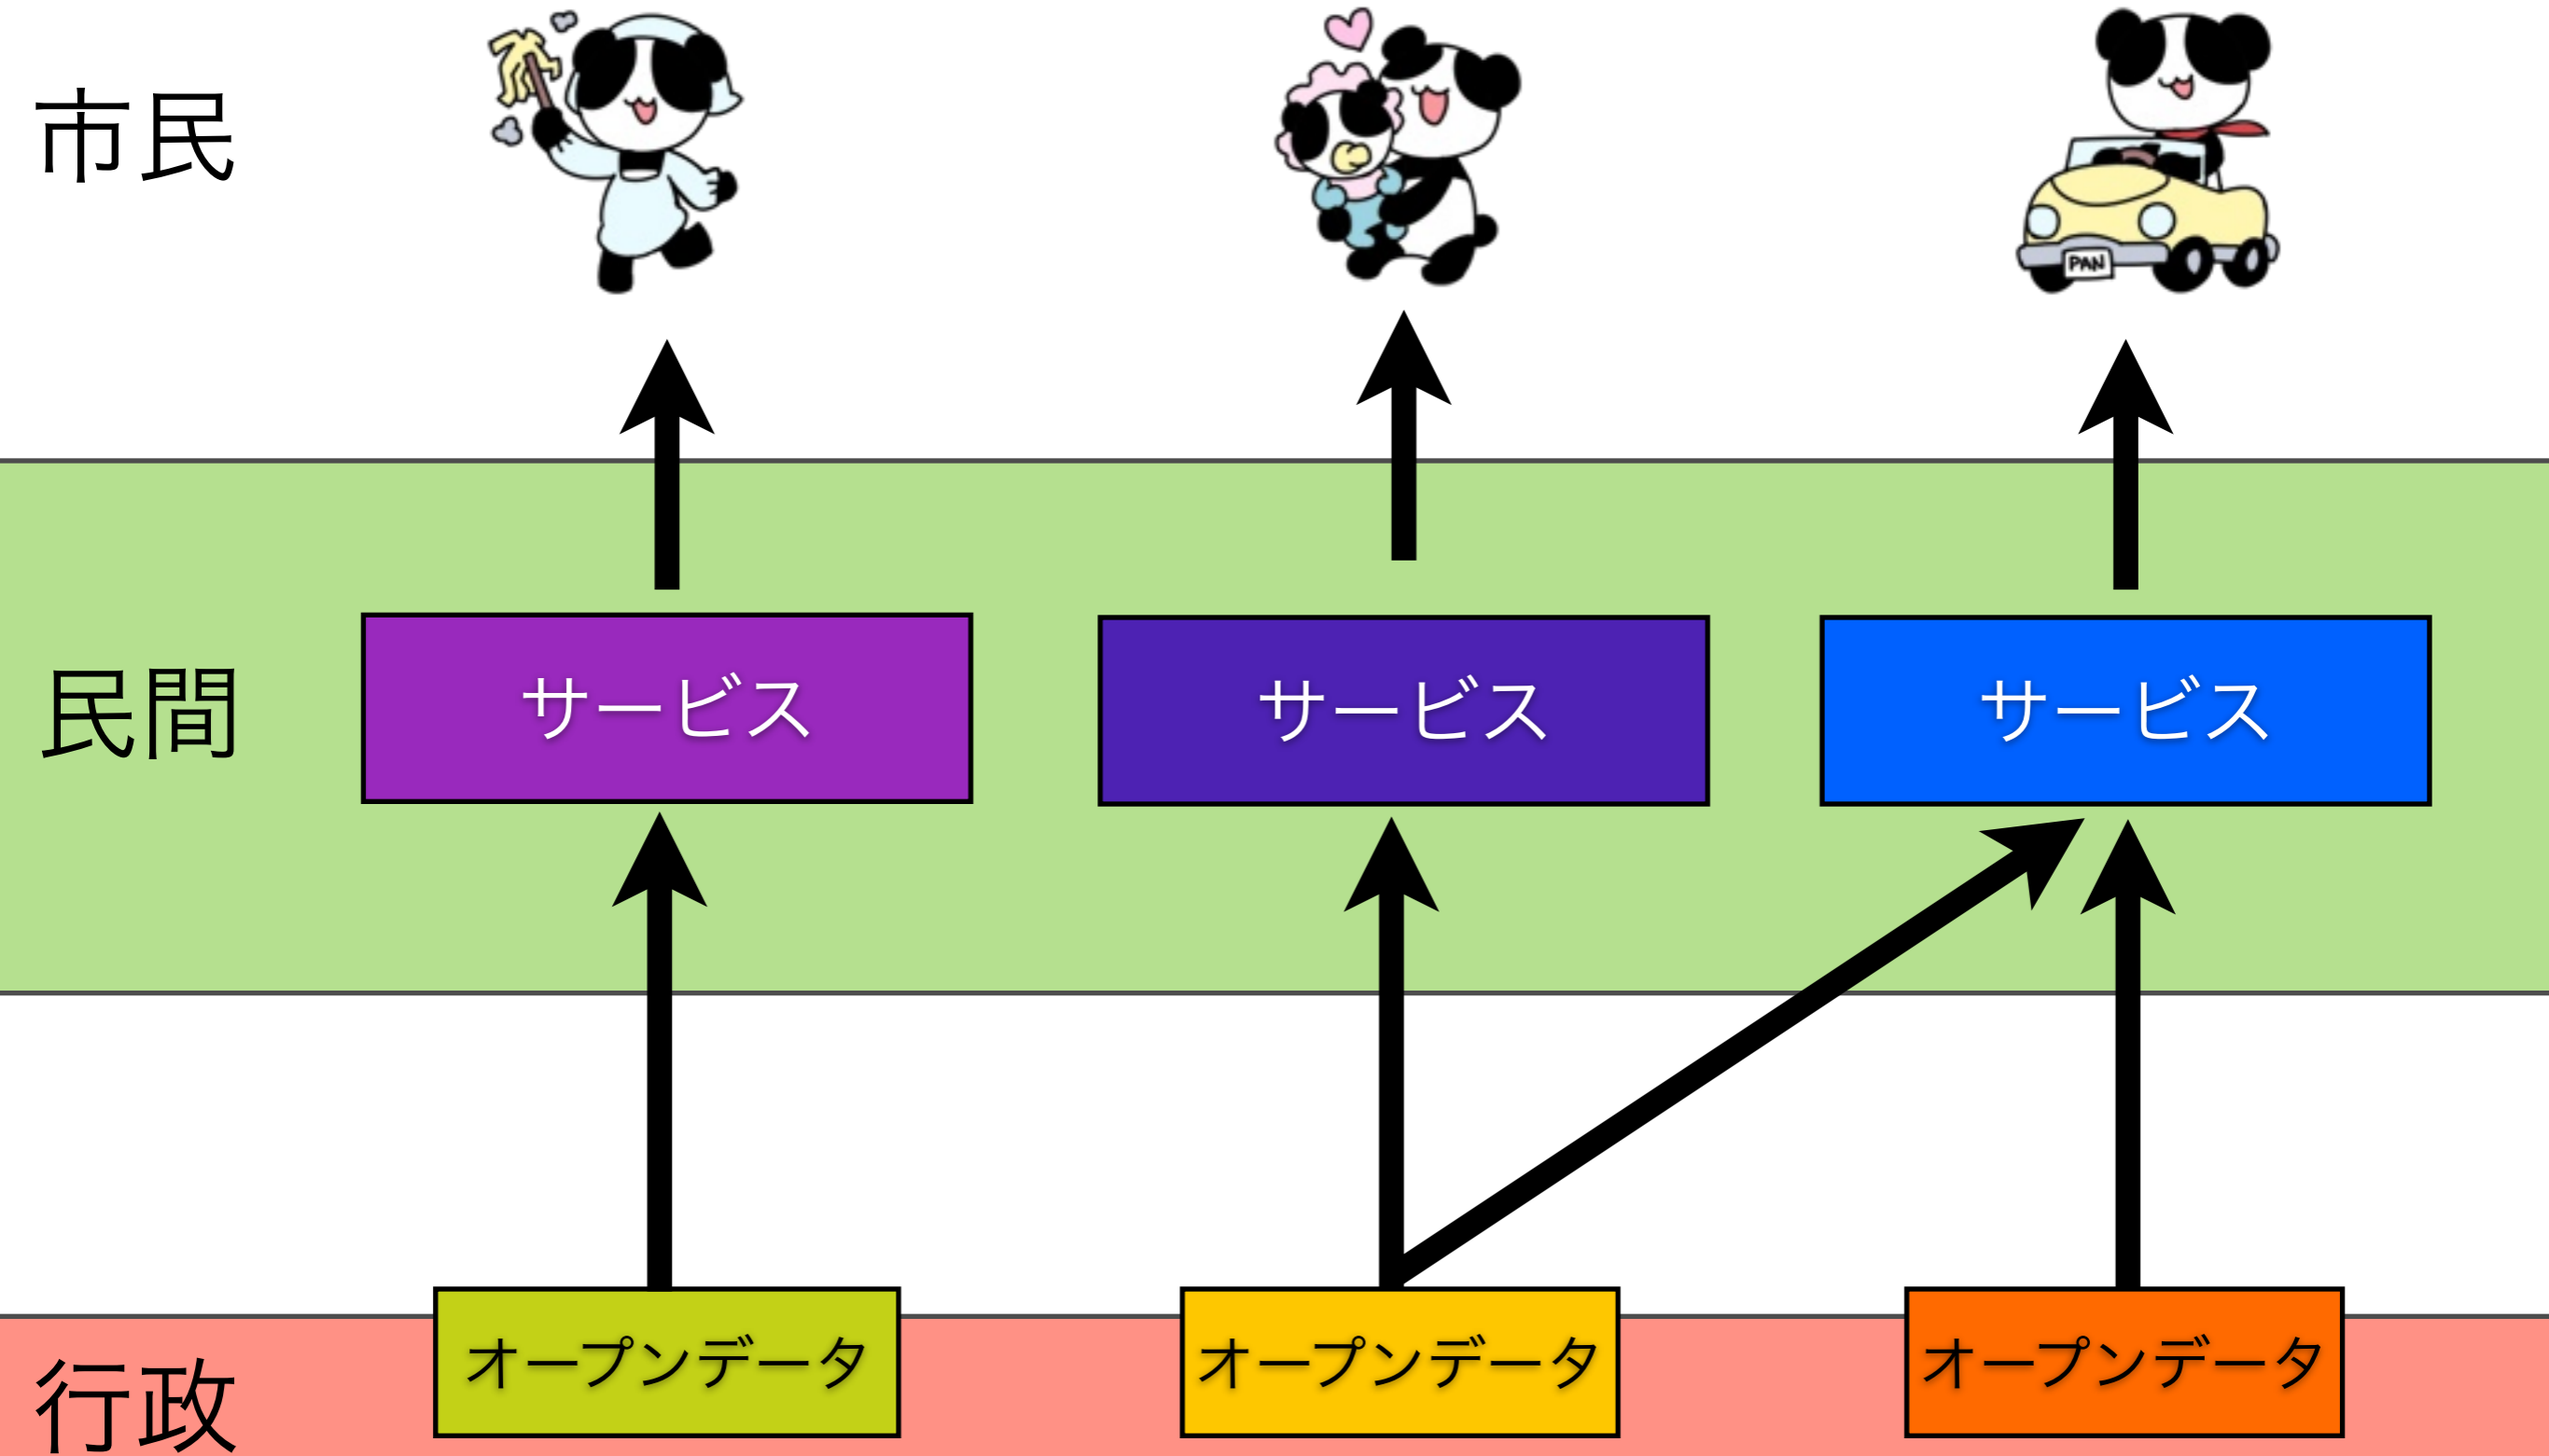 市民
PAN
民間
サービス
サービス
サービス
行政
オープンデータ
オープンデータ
オープンデータ